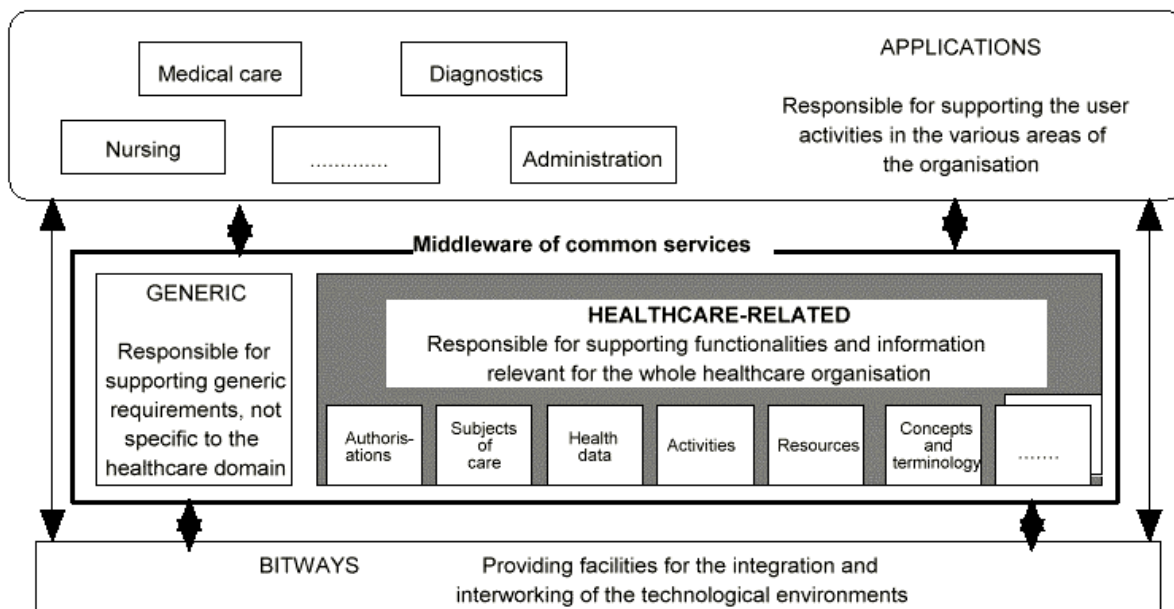 APPLICATIONS
Responsible for supporting the user
activities in the various areas of
the organisation
Medical care
Diagnostics
Nursing
.............
Administration
Middleware of common services
GENERIC
Responsible for
supporting generic
requirements, not
specific to the
healthcare domain
HEALTHCARE-RELATED
Responsible for supporting functionalities and information
relevant for the whole healthcare organisation
Authoris-
ations
Subjects
of
care
Health
data
Activities
Resources
Concepts
and
terminology
.......
BITWAYS
Providing facilities for the integration and
interworking of the technological environments